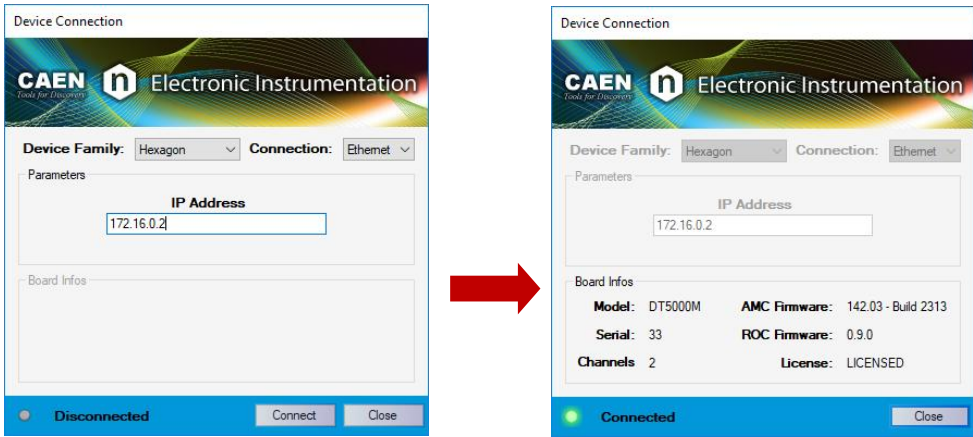 Device Connection
CAEN n Electronic Instrumentation
Tools for Discovery
Device Family: Hexagon Connection: Ethernet
Parameters
IP Address
172.16.0.2
Board Infos
Disconnected Connect Close
Device Connection
CAEN n Electronic Instrumentation
Tools for Discovery
Device Family: Hexagon Connection: Ethernet
Parameters
IP Address
172.16.0.2
Board Infos
Model: DT5000M AMC Firmware: 142.03 - Build 2313
Serial: 33 ROC Firmware: 0.9.0
Channels 2 License: LICENSED
Connected Close